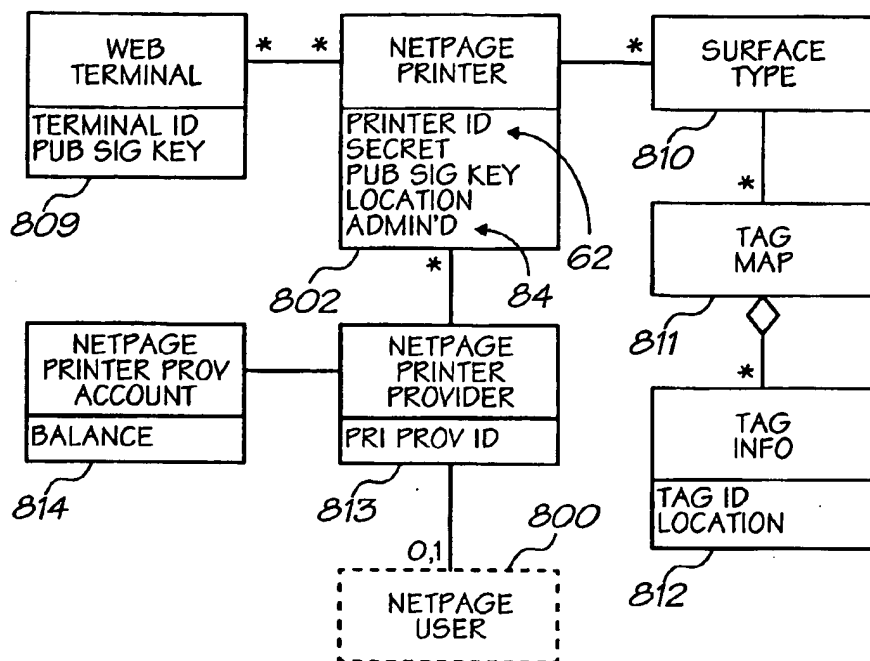 WEB
TERMINAL
TERMINAL ID
PUB SIG KEY
809
* *
NETPAGE
PRINTER
PRINTER ID
SECRET
PUB SIG KEY
LOCATION
ADMIN'D
802
62
84
*
SURFACE
TYPE
810
*
TAG
MAP
811
*
TAG
INFO
TAG ID
LOCATION
812
*
NETPAGE
PRINTER PROV
ACCOUNT
BALANCE
814
NETPAGE
PRINTER
PROVIDER
PRI PROV ID
813
800
0,1
NETPAGE
USER